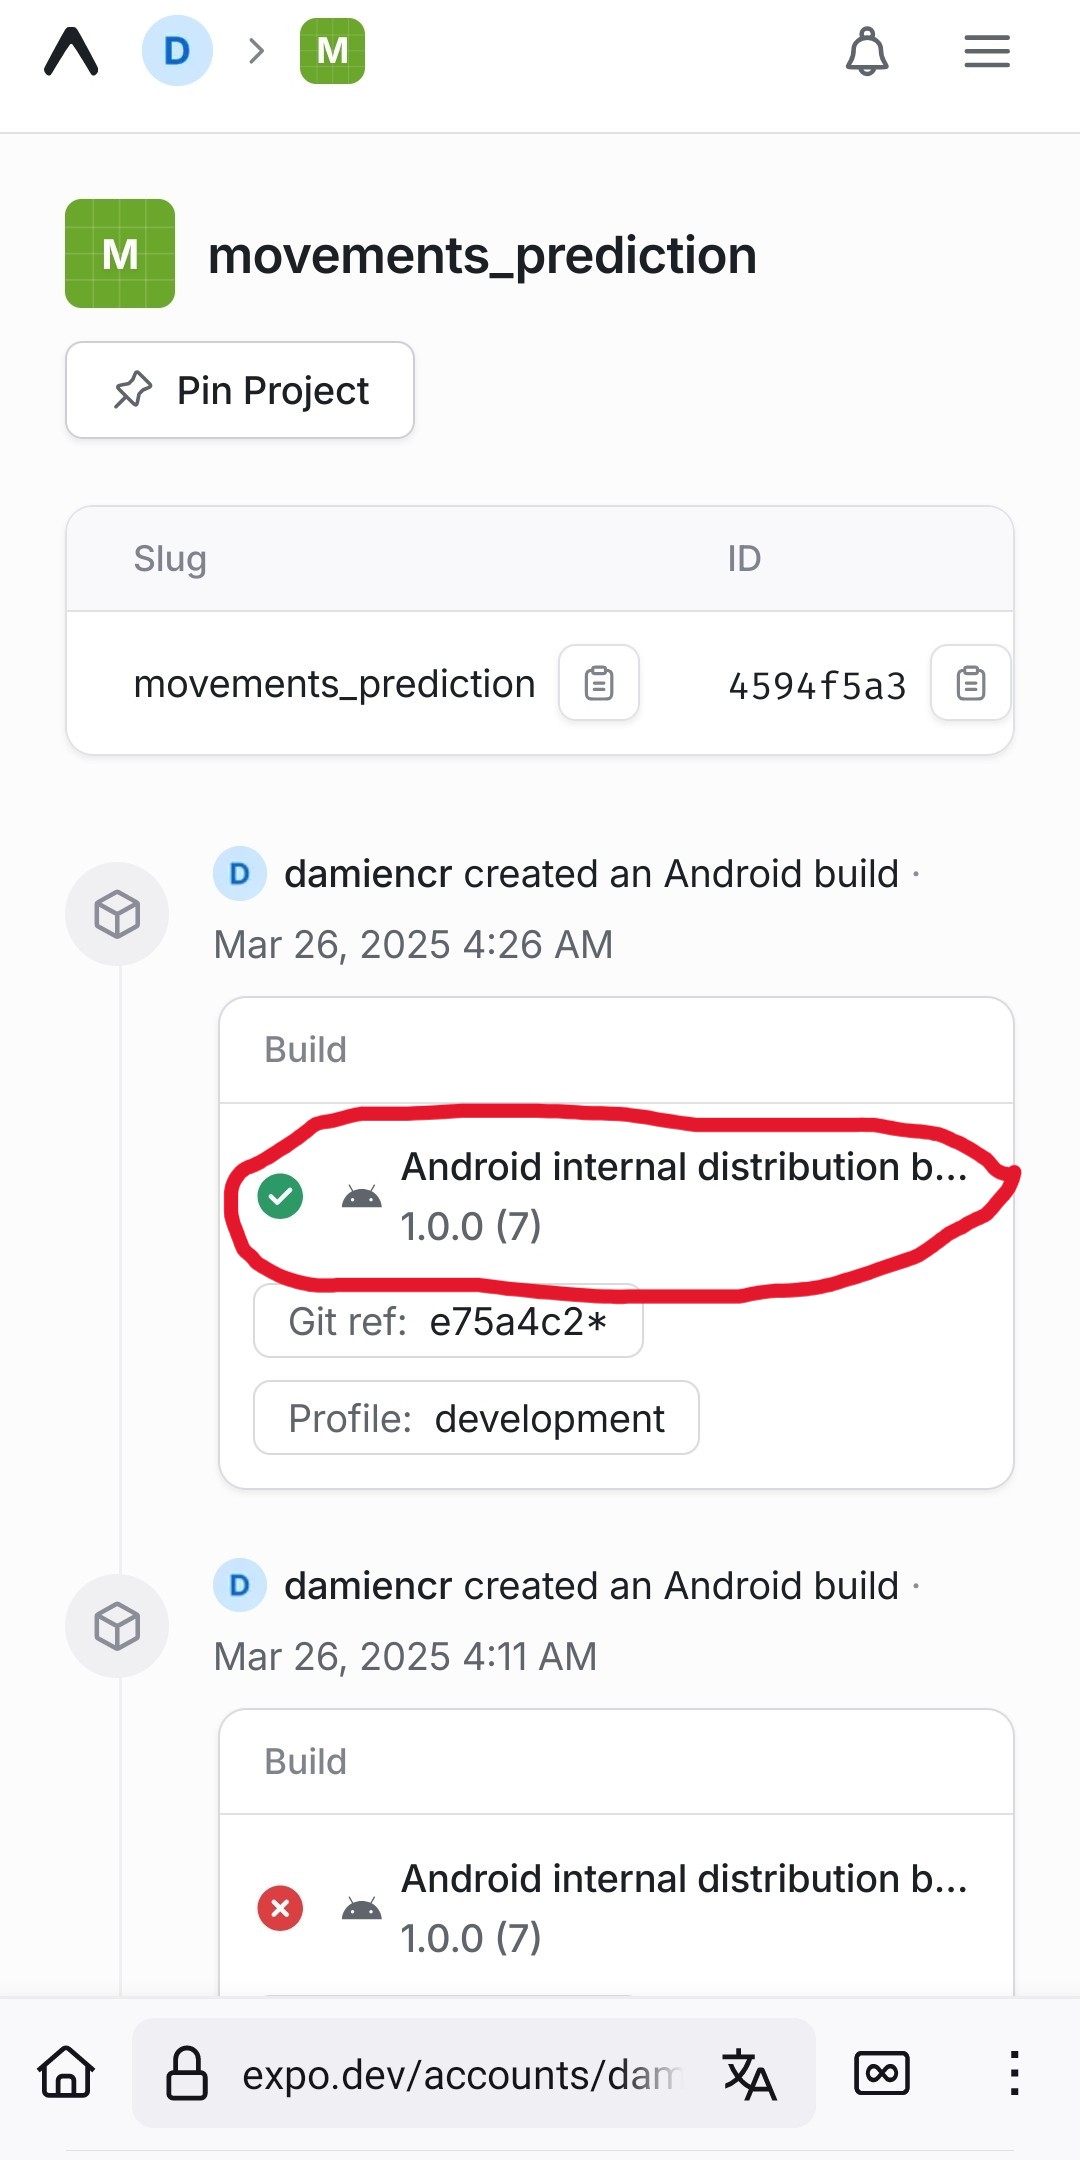 D
M
M
movements_prediction
Pin Project
Slug ID
movements_prediction 4594f5a3
D damiencr created an Android build ·
Mar 26, 2025 4:26 AM
Build
Android internal distribution b...
1.0.0 (7)
Git ref: e75a4c2*
Profile: development
D damiencr created an Android build ·
Mar 26, 2025 4:11 AM
Build
Android internal distribution b...
1.0.0 (7)
expo.dev/accounts/dam